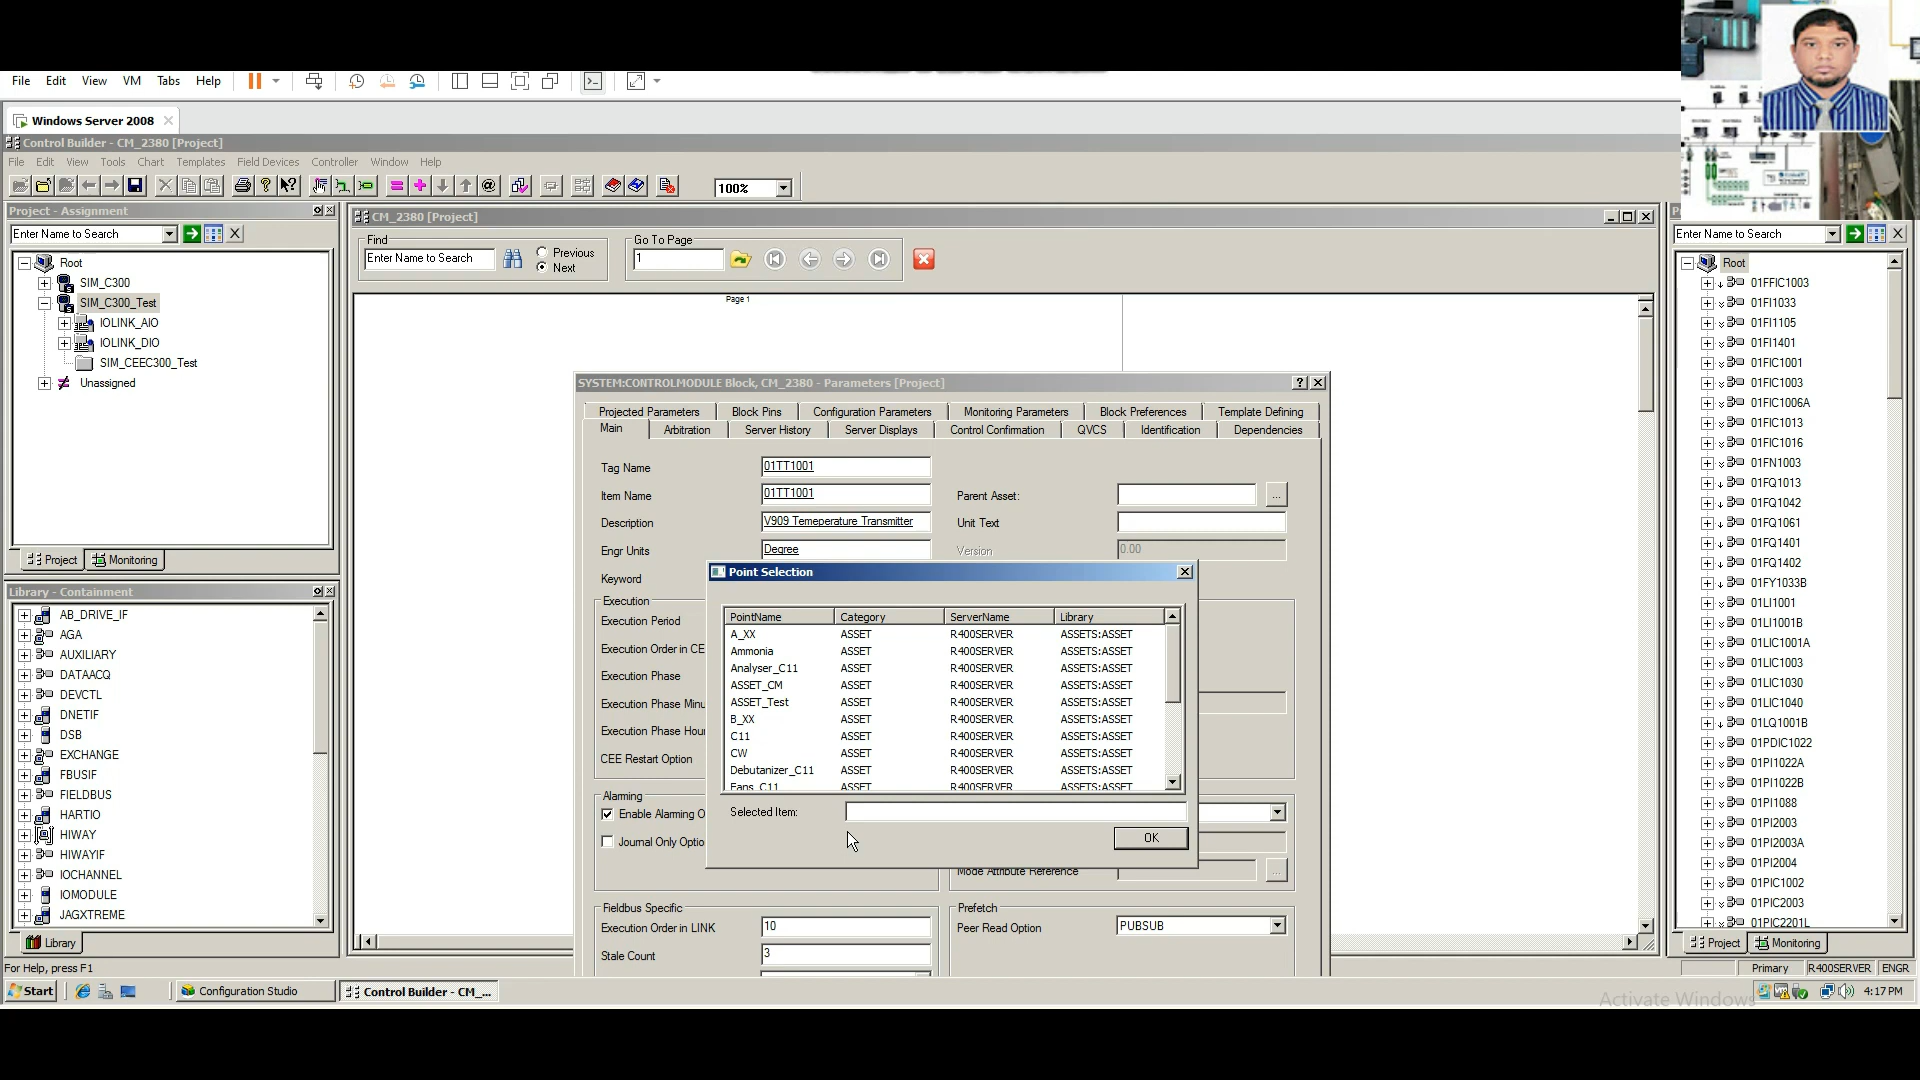 File Edit View VM Tabs Help
Windows Server 2008
Control Builder - CM_2380 [Project]
File Edit View Tools Chart Templates Field Devices Controller Window Help
100%
Project - Assignment
Enter Name to Search
Root
SIM_C300
SIM_C300_Test
IOLINK_AIO
IOLINK_DIO
SIM_CEEC300_Test
Unassigned
Project Monitoring
Library - Containment
AB_DRIVE_IF
AGA
AUXILIARY
DATAACQ
DEVCTL
DNETIF
DSB
EXCHANGE
FBUSIF
FIELDBUS
HARTIO
HIWAY
HIWAYIF
IOCHANNEL
IOMODULE
JAGXTREME
Library
CM_2380 [Project]
Find
Enter Name to Search
Previous
Next
Go To Page
1
Page 1
SYSTEM:CONTROLMODULE Block, CM_2380 - Parameters [Project]
Projected Parameters Block Pins Configuration Parameters Monitoring Parameters Block Preferences Template Defining
Main Arbitration Server History Server Displays Control Confirmation QVCS Identification Dependencies
Tag Name 01TT1001
Item Name 01TT1001 Parent Asset: ...
Description V909 Temeperature Transmitter Unit Text
Engr Units Degree Version 0.00
Keyword
Execution
Execution Period
Execution Order in CE
Execution Phase
Execution Phase Minu
Execution Phase Hou
CEE Restart Option
Alarming
Enable Alarming O
Journal Only Optio
Mode Attribute Reference ...
Fieldbus Specific
Execution Order in LINK 10
Stale Count 3
Prefetch
Peer Read Option PUBSUB
Point Selection
PointName Category ServerName Library
A_XX ASSET R400SERVER ASSETS:ASSET
Ammonia ASSET R400SERVER ASSETS:ASSET
Analyser_C11 ASSET R400SERVER ASSETS:ASSET
ASSET_CM ASSET R400SERVER ASSETS:ASSET
ASSET_Test ASSET R400SERVER ASSETS:ASSET
B_XX ASSET R400SERVER ASSETS:ASSET
C11 ASSET R400SERVER ASSETS:ASSET
CW ASSET R400SERVER ASSETS:ASSET
Debutanizer_C11 ASSET R400SERVER ASSETS:ASSET
Fans_C11 ASSET R400SERVER ASSETS:ASSET
Selected Item:
OK
Enter Name to Search
Root
01FFIC1003
01FI1033
01FI1105
01FI1401
01FIC1001
01FIC1003
01FIC1006A
01FIC1013
01FIC1016
01FN1003
01FQ1013
01FQ1042
01FQ1061
01FQ1401
01FQ1402
01FY1033B
01LI1001
01LI1001B
01LIC1001A
01LIC1003
01LIC1030
01LIC1040
01LQ1001B
01PDIC1022
01PI1022A
01PI1022B
01PI1088
01PI2003
01PI2003A
01PI2004
01PIC1002
01PIC2003
01PIC2201L
Project Monitoring
For Help, press F1
Primary R400SERVER ENGR
Start Configuration Studio Control Builder - CM_... 4:17 PM
Activate Windows